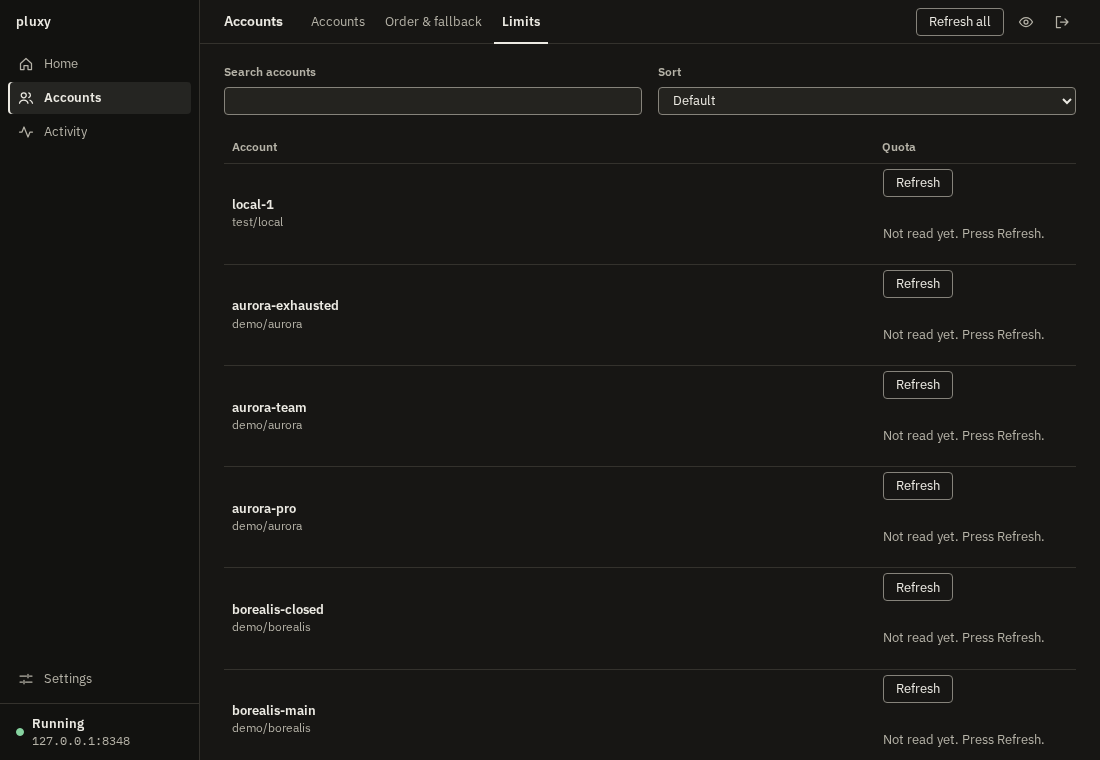 pluxy
Home
Accounts
Activity
Settings
Running
127.0.0.1:8348
Accounts Accounts Order & fallback Limits Refresh all
Search accounts Sort
Default
Account Quota
Refresh
local-1
test/local
Not read yet. Press Refresh.
Refresh
aurora-exhausted
demo/aurora
Not read yet. Press Refresh.
Refresh
aurora-team
demo/aurora
Not read yet. Press Refresh.
Refresh
aurora-pro
demo/aurora
Not read yet. Press Refresh.
Refresh
borealis-closed
demo/borealis
Not read yet. Press Refresh.
Refresh
borealis-main
demo/borealis
Not read yet. Press Refresh.